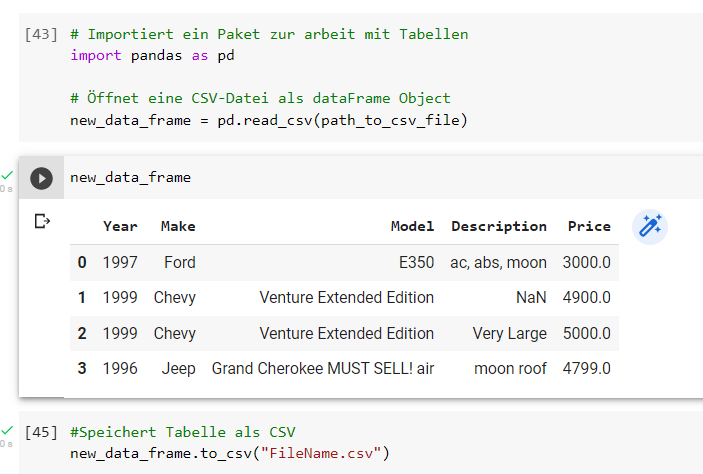 [43] # Importiert ein Paket zur arbeit mit Tabellen
import pandas as pd
# Öffnet eine CSV-Datei als dataFrame Object
new_data_frame = pd.read_csv(path_to_csv_file)
0 s
new_data_frame
Year Make Model Description Price
0 1997 Ford E350 ac, abs, moon 3000.0
1 1999 Chevy Venture Extended Edition NaN 4900.0
2 1999 Chevy Venture Extended Edition Very Large 5000.0
3 1996 Jeep Grand Cherokee MUST SELL! air moon roof 4799.0
[45] #Speichert Tabelle als CSV
0 s
new_data_frame.to_csv("FileName.csv")